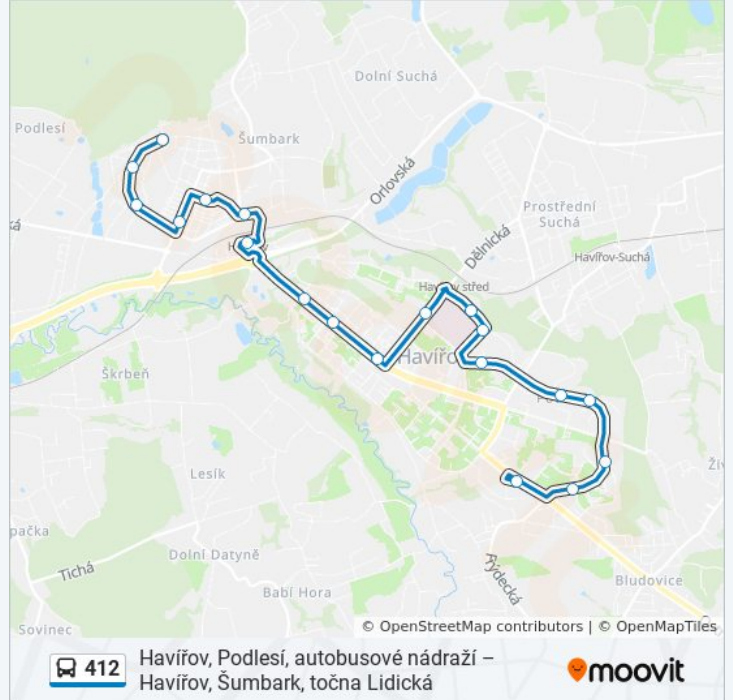 Dolní Suchá
Podlesí
Šumbark
Orlovská
Prostřední
Suchá
Dělnická
Havířov-Suchá
Havířov střed
Havířo
Škrbeň
Lesík
Dolní Datyně
Tichá
Babí Hora
Frýdecká
Bludovice
Sovinec
© OpenStreetMap contributors | © OpenMapTiles
412
Havířov, Podlesí, autobusové nádraží –
Havířov, Šumbark, točna Lidická
moovit